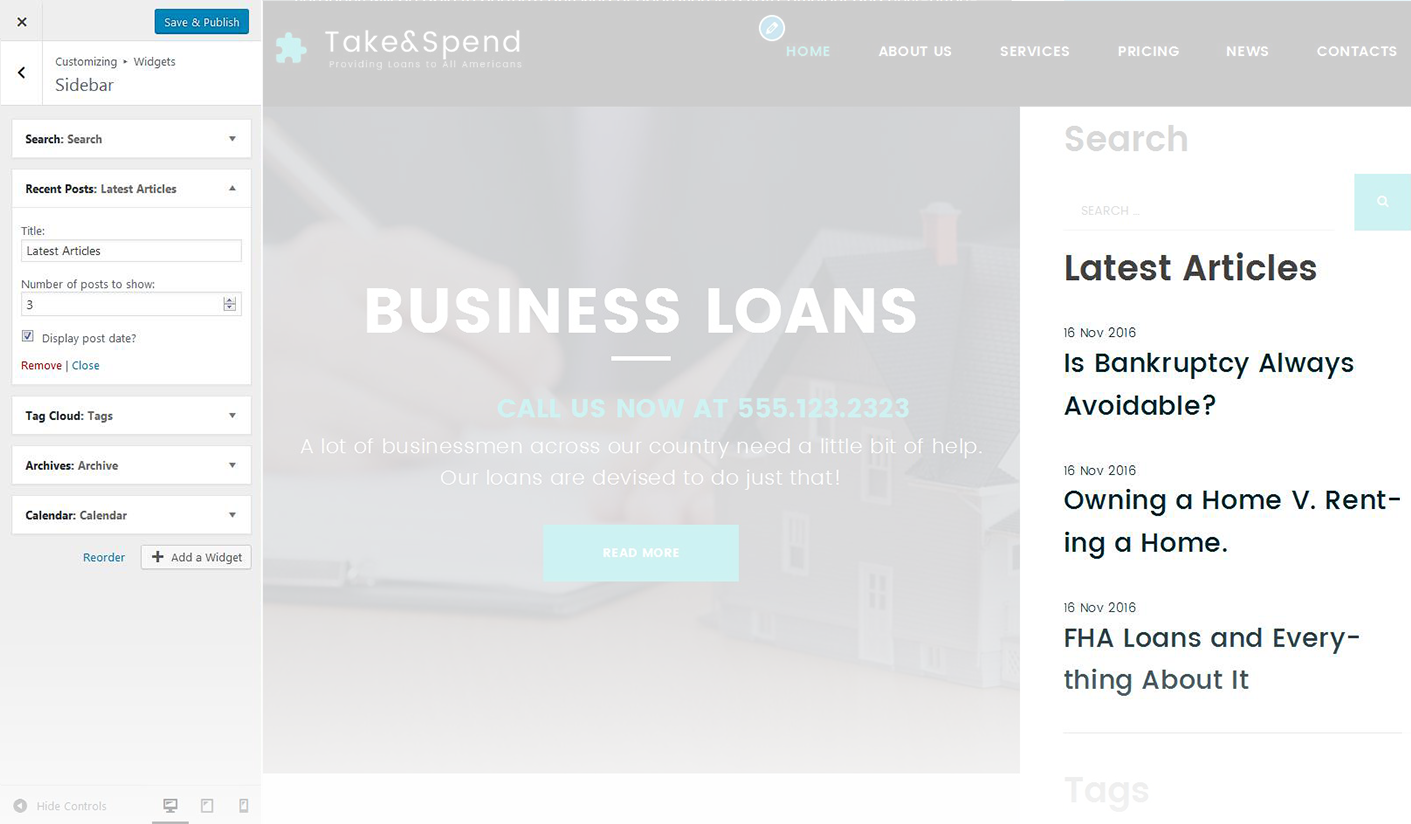 Save & Publish
Customizing ▸ Widgets
Sidebar
Search: Search
Recent Posts: Latest Articles
Title:
Latest Articles
Number of posts to show:
3
Display post date?
Remove | Close
Tag Cloud: Tags
Archives: Archive
Calendar: Calendar
Reorder
Add a Widget
Hide Controls
Take&Spend
Providing Loans to All Americans
HOME ABOUT US SERVICES PRICING NEWS CONTACTS
BUSINESS LOANS
CALL US NOW AT 555.123.2323
A lot of businessmen across our country need a little bit of help.
Our loans are devised to do just that!
READ MORE
Search
SEARCH ...
Latest Articles
16 Nov 2016
Is Bankruptcy Always
Avoidable?
16 Nov 2016
Owning a Home V. Rent-
ing a Home.
16 Nov 2016
FHA Loans and Every-
thing About It
Tags